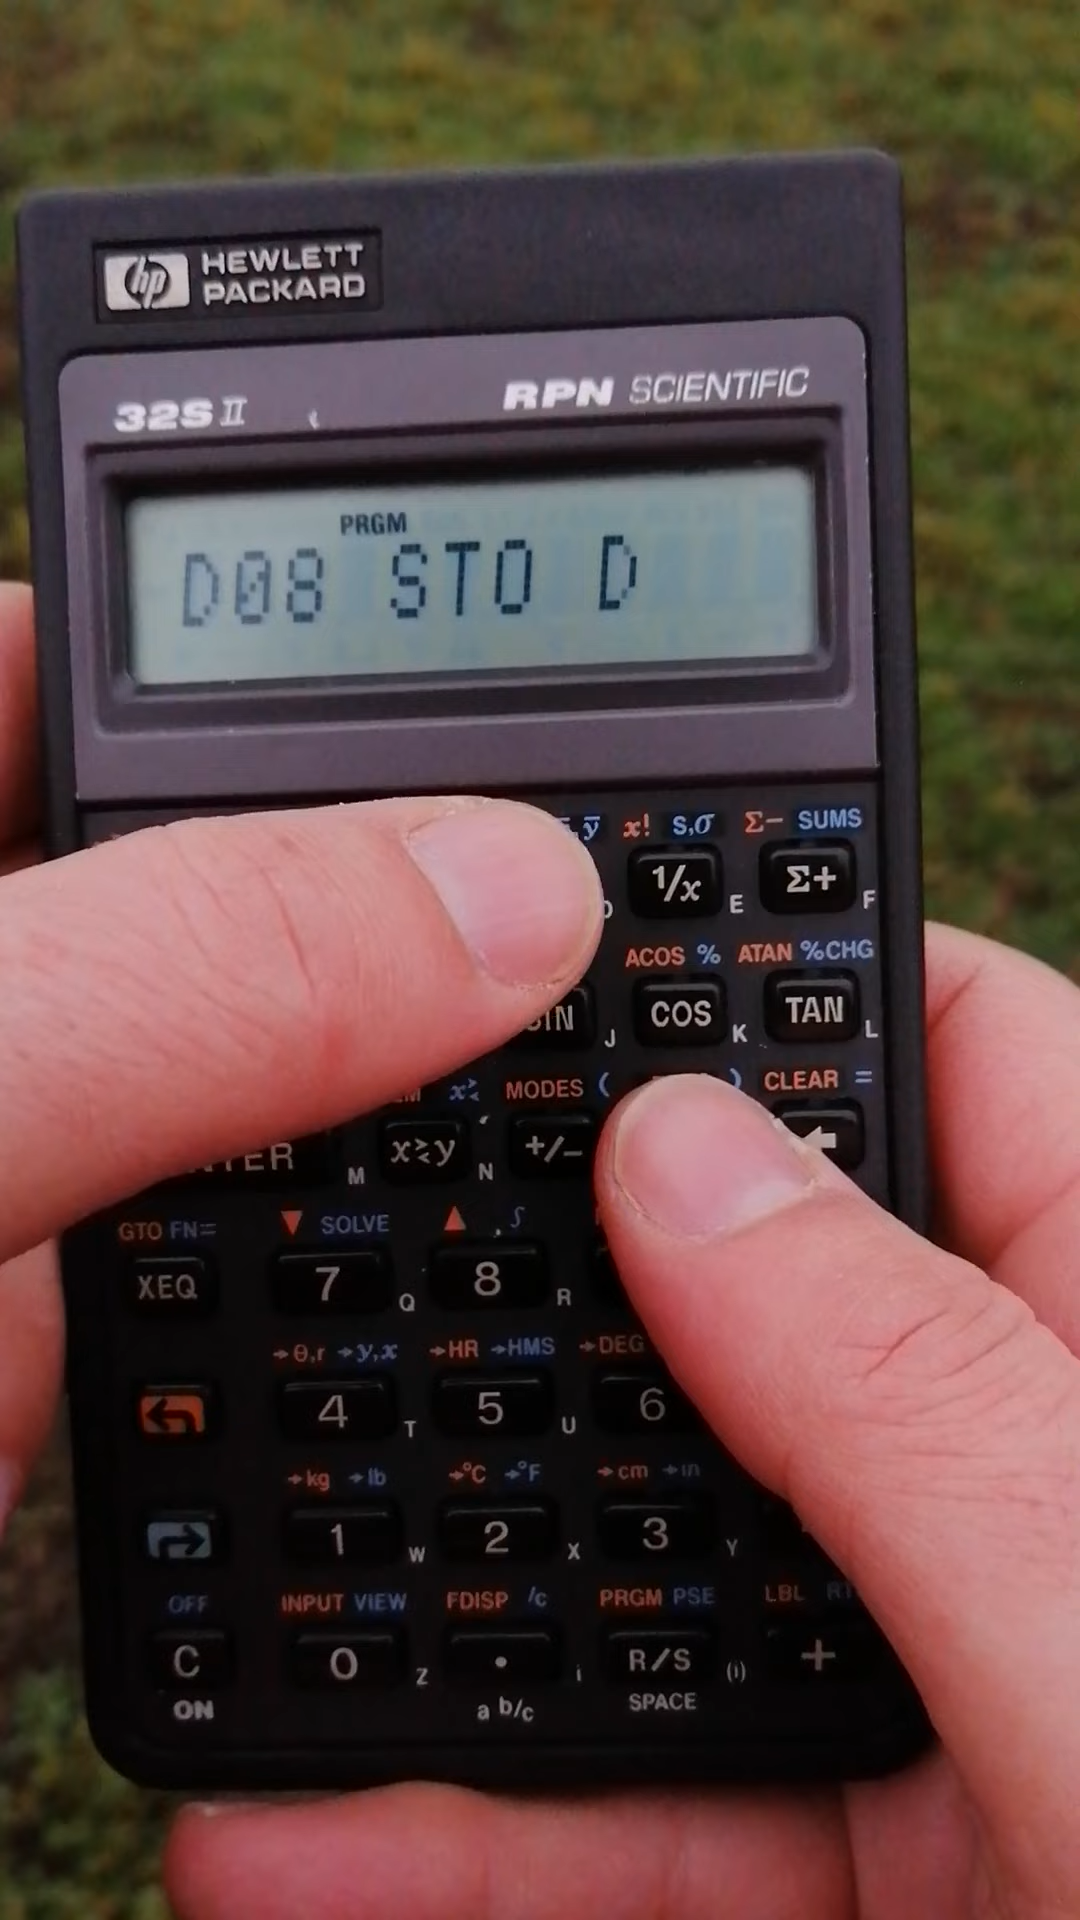 hp HEWLETT
PACKARD
32SII RPN SCIENTIFIC
PRGM
D08 STO D
ȳ x! S,σ Σ− SUMS
1/x E Σ+ F
ACOS % ATAN %CHG
COS K TAN L
J
x≷ MODES ( ) CLEAR =
M x≷y N +/− ←
GTO FN= ▼ SOLVE ▲ ∫
XEQ 7 Q 8 R
→θ,r →y,x →HR →HMS →DEG
4 T 5 U 6
→kg →lb →°C →°F →cm →in
1 W 2 X 3 Y
OFF INPUT VIEW FDISP /c PRGM PSE LBL
C 0 Z . i R/S (i) +
ON a b/c SPACE